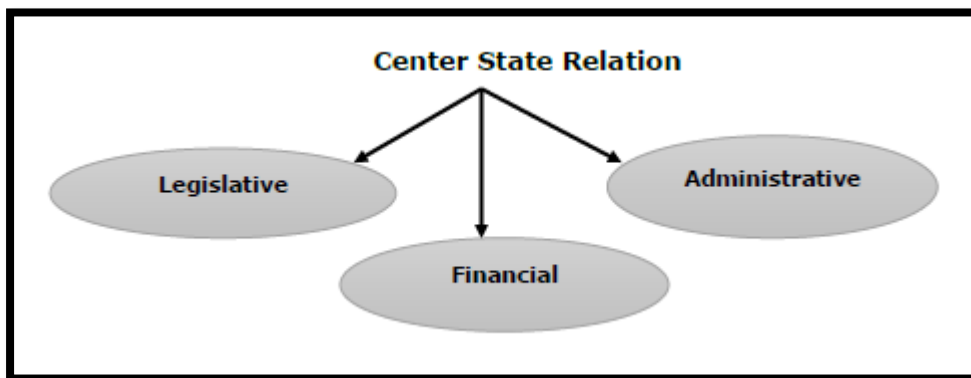 Center State Relation
Legislative
Administrative
Financial